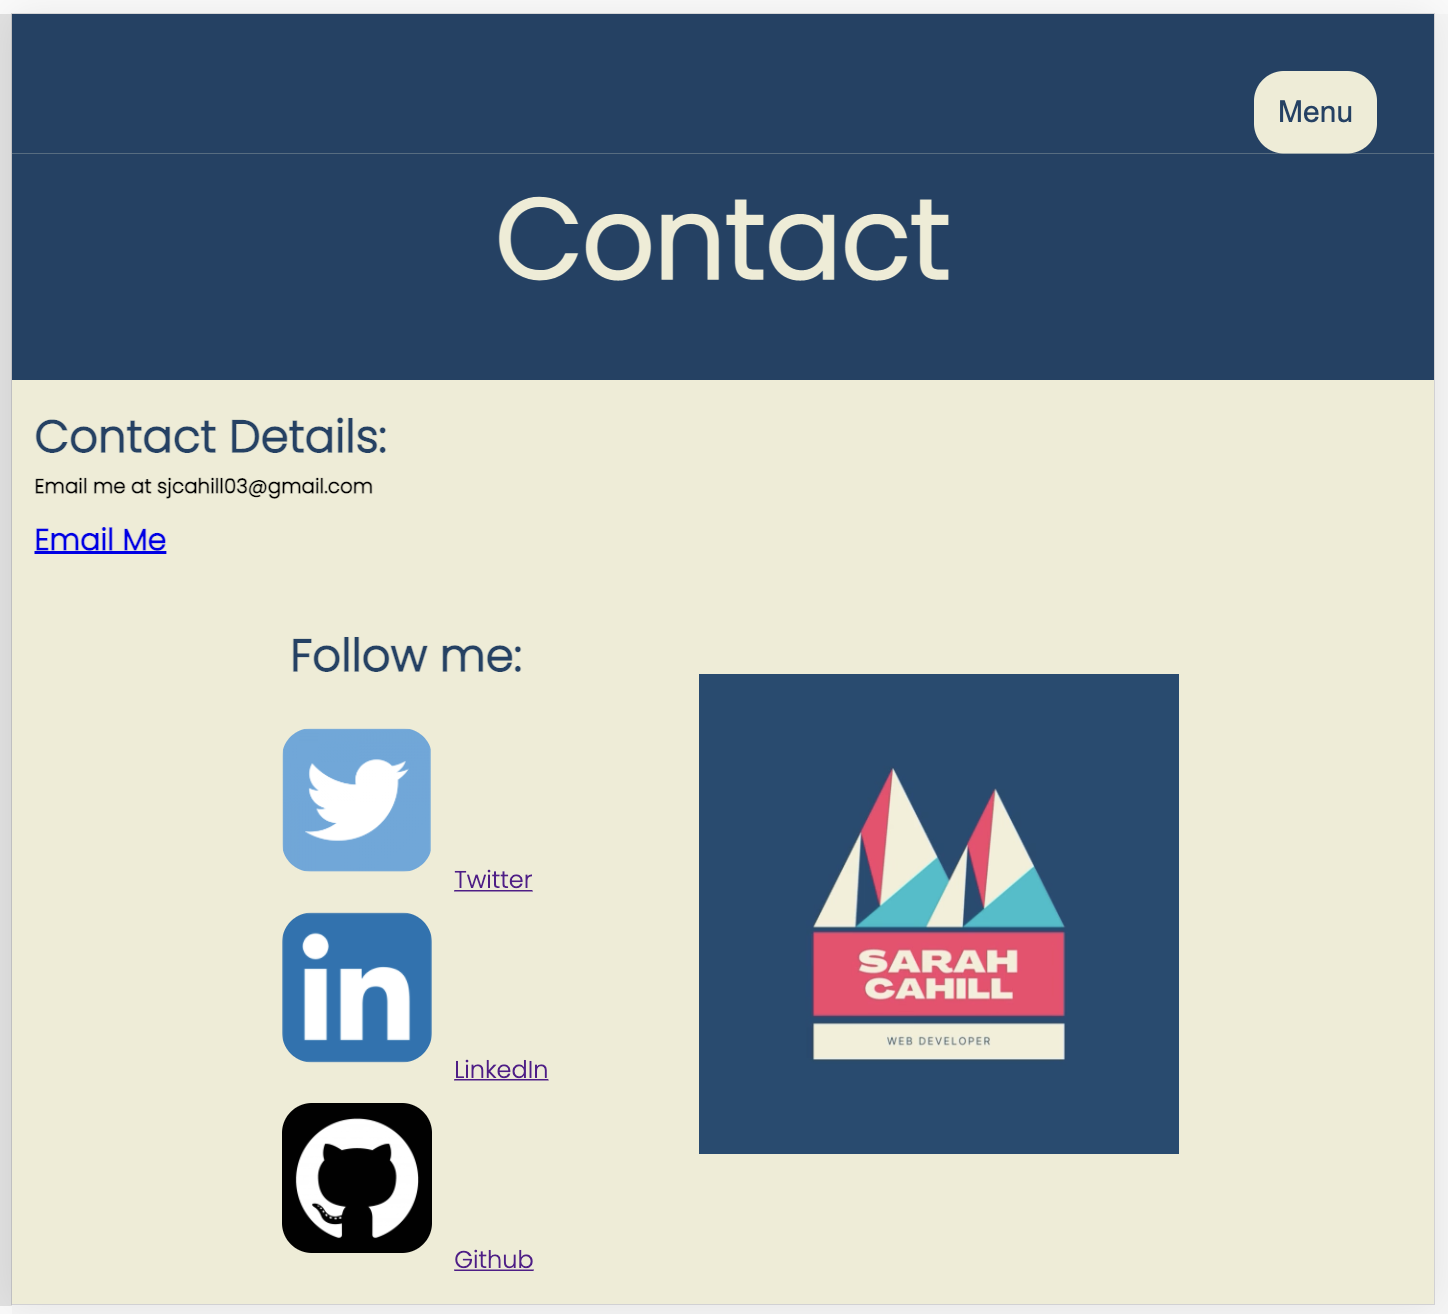 Menu
Contact
Contact Details:
Email me at sjcahill03@gmail.com
Email Me
Follow me:
Twitter
in
LinkedIn
Github
SARAH
CAHILL
WEB DEVELOPER